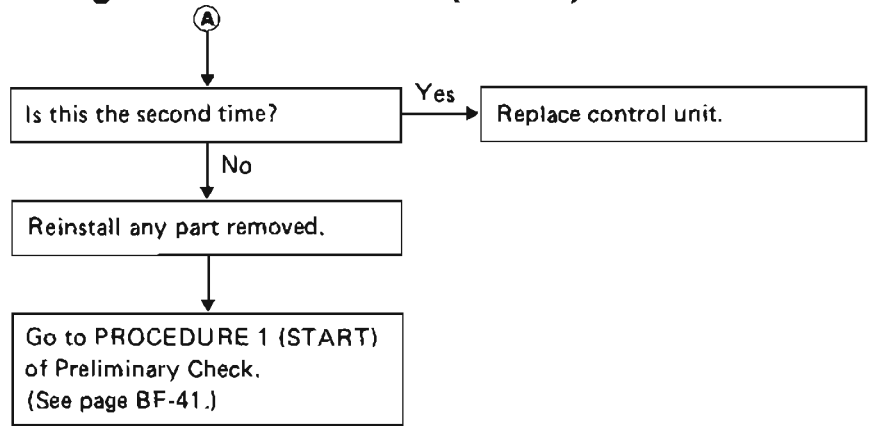 A
Is this the second time?
Yes
Replace control unit.
No
Reinstall any part removed.
Go to PROCEDURE 1 (START)
of Preliminary Check.
(See page BF-41.)